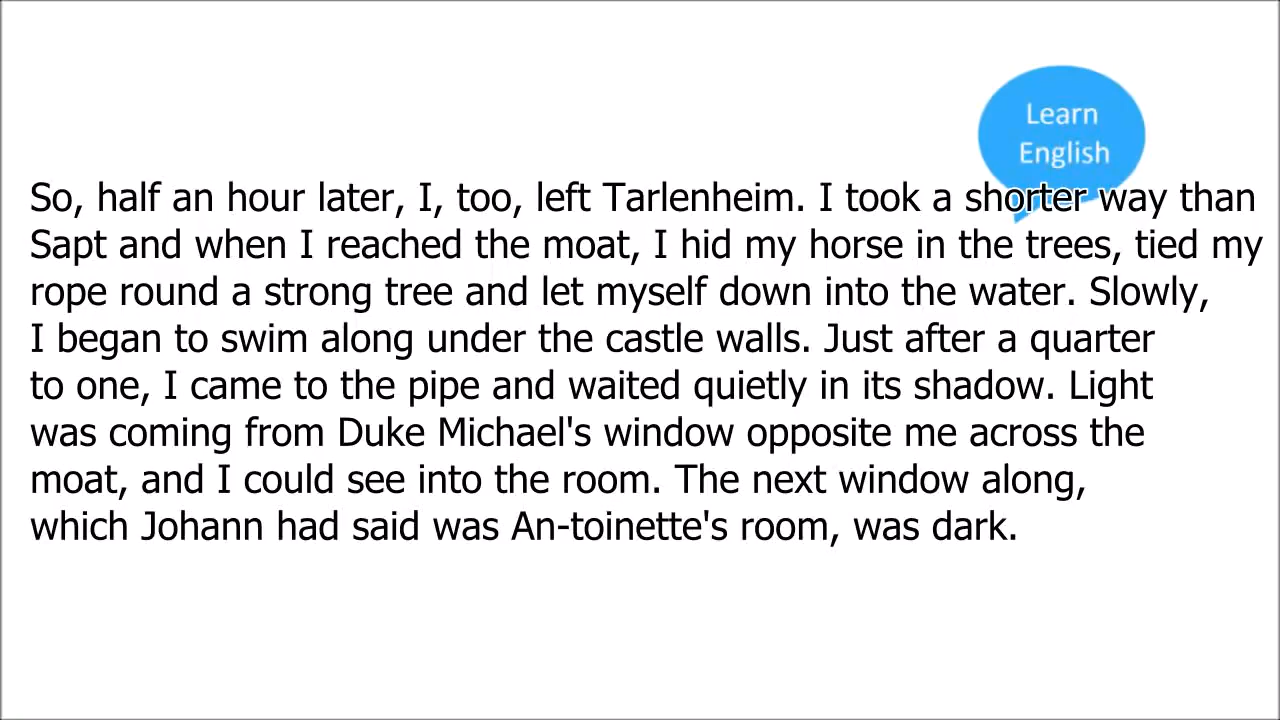 Learn
English
So, half an hour later, I, too, left Tarlenheim. I took a shorter way than
Sapt and when I reached the moat, I hid my horse in the trees, tied my
rope round a strong tree and let myself down into the water. Slowly,
I began to swim along under the castle walls. Just after a quarter
to one, I came to the pipe and waited quietly in its shadow. Light
was coming from Duke Michael's window opposite me across the
moat, and I could see into the room. The next window along,
which Johann had said was An-toinette's room, was dark.